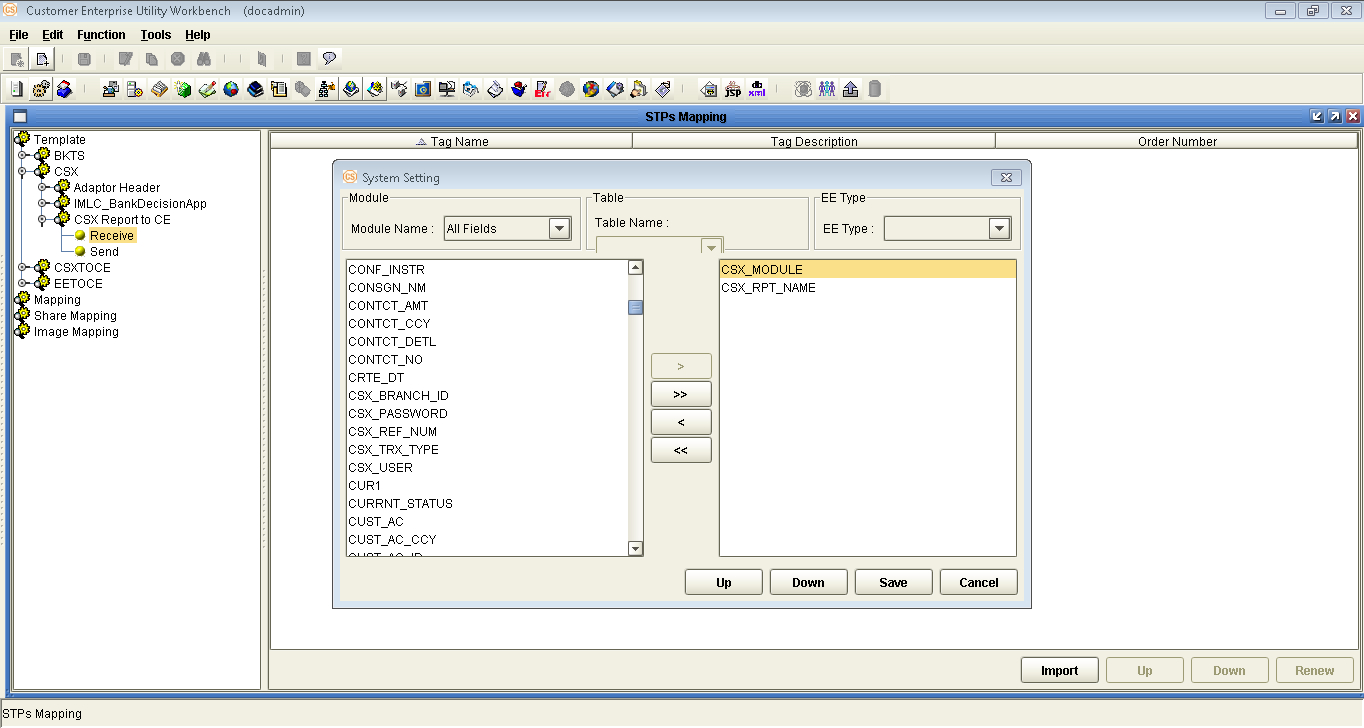 Customer Enterprise Utility Workbench (docadmin)
File Edit Function Tools Help
jsp xml
STPs Mapping
Template
BKTS
CSX
Adaptor Header
IMLC_BankDecisionApp
CSX Report to CE
Receive
Send
CSXTOCE
EETOCE
Mapping
Share Mapping
Image Mapping
Tag Name Tag Description Order Number
CS System Setting
Module Table EE Type
Module Name : All Fields Table Name : EE Type :
CONF_INSTR
CONSGN_NM
CONTCT_AMT
CONTCT_CCY
CONTCT_DETL
CONTCT_NO
CRTE_DT
CSX_BRANCH_ID
CSX_PASSWORD
CSX_REF_NUM
CSX_TRX_TYPE
CSX_USER
CUR1
CURRNT_STATUS
CUST_AC
CUST_AC_CCY
CUST_AC_ID
>
>>
<
<<
CSX_MODULE
CSX_RPT_NAME
Up Down Save Cancel
Import Up Down Renew
STPs Mapping